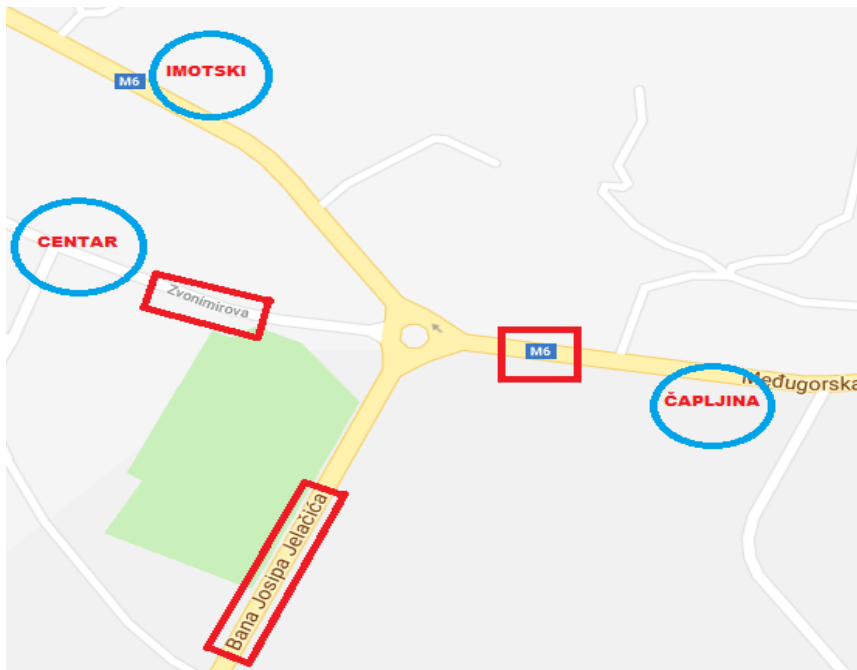 IMOTSKI
M6
CENTAR
Zvonimirova
M6
Međugorska
ČAPLJINA
Bana Josipa Jelačića